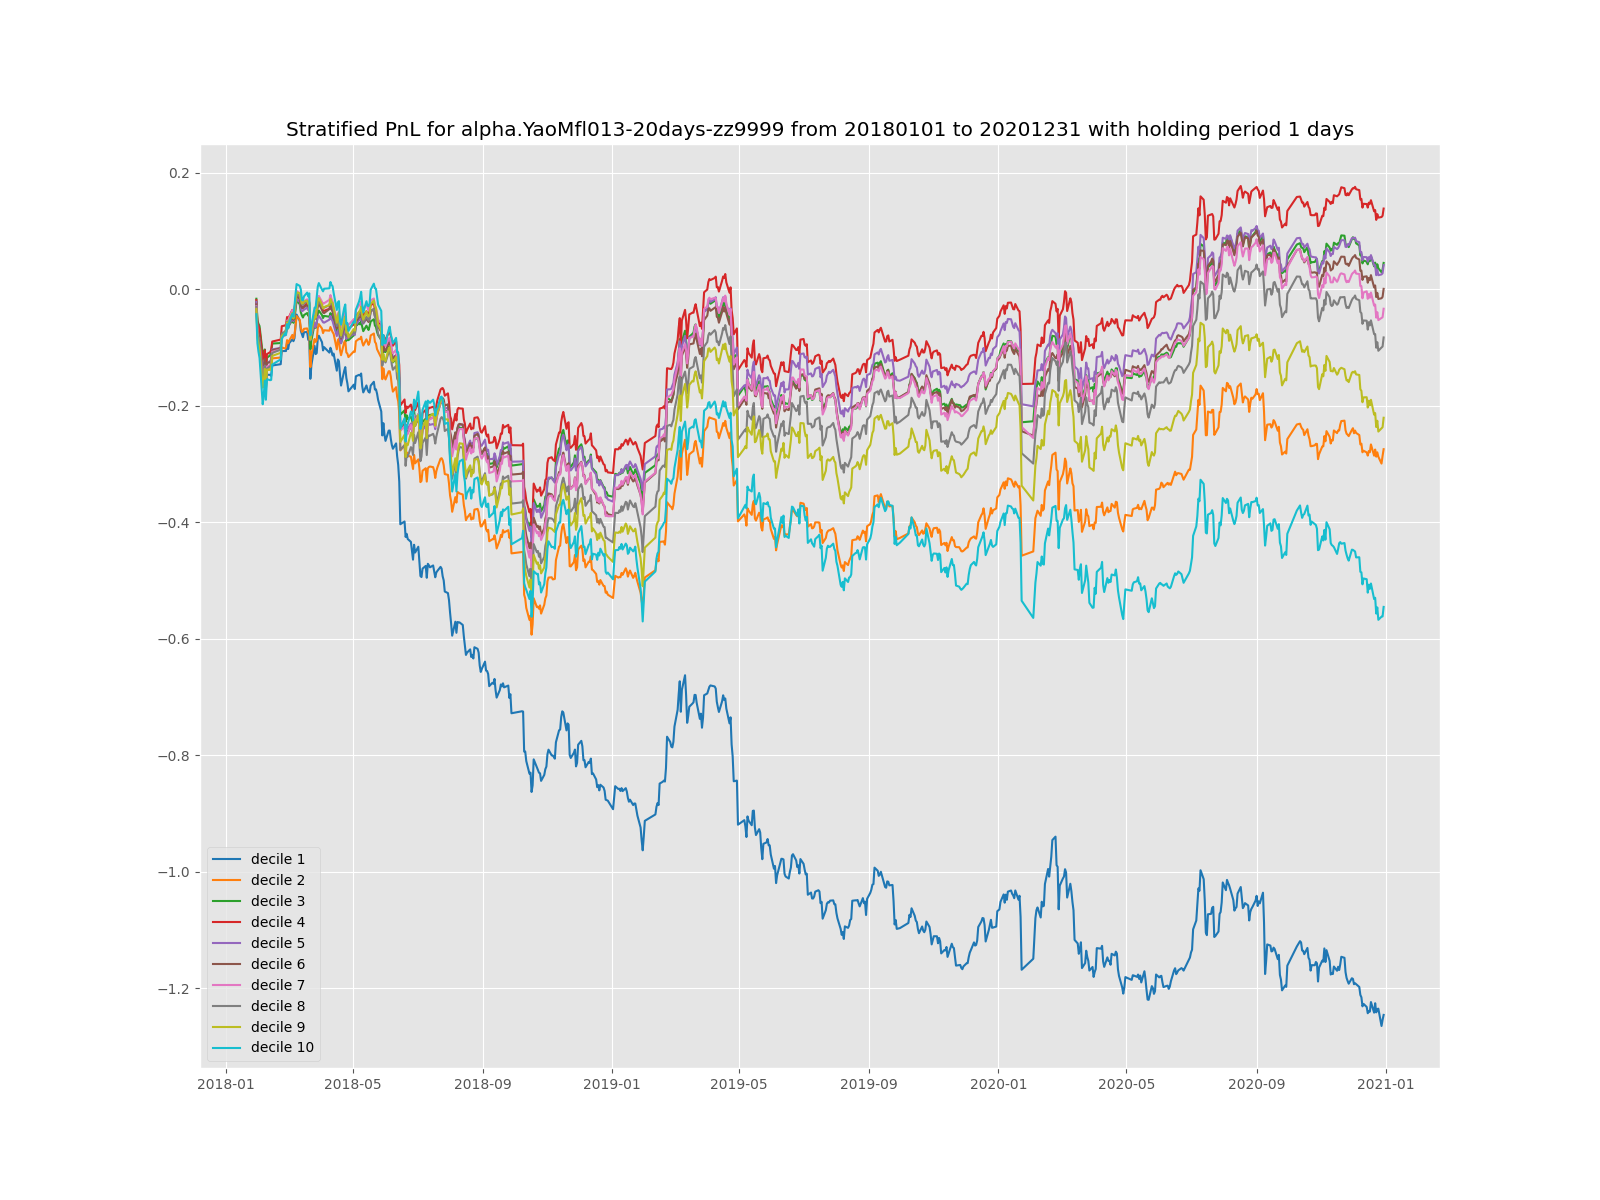 Stratified PnL for alpha.YaoMfl013-20days-zz9999 from 20180101 to 20201231 with holding period 1 days
0.2
0.0
−0.2
−0.4
−0.6
−0.8
−1.0
−1.2
decile 1
decile 2
decile 3
decile 4
decile 5
decile 6
decile 7
decile 8
decile 9
decile 10
2018-01 2018-05 2018-09 2019-01 2019-05 2019-09 2020-01 2020-05 2020-09 2021-01